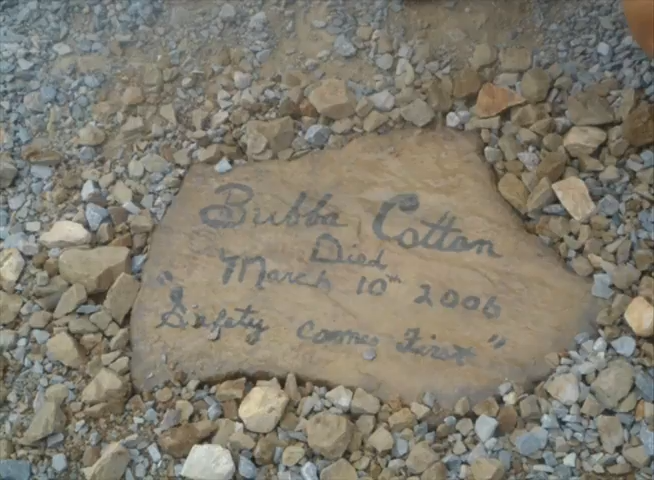 Bubba Cotton
Died
March 10th 2006
"Safety comes First"